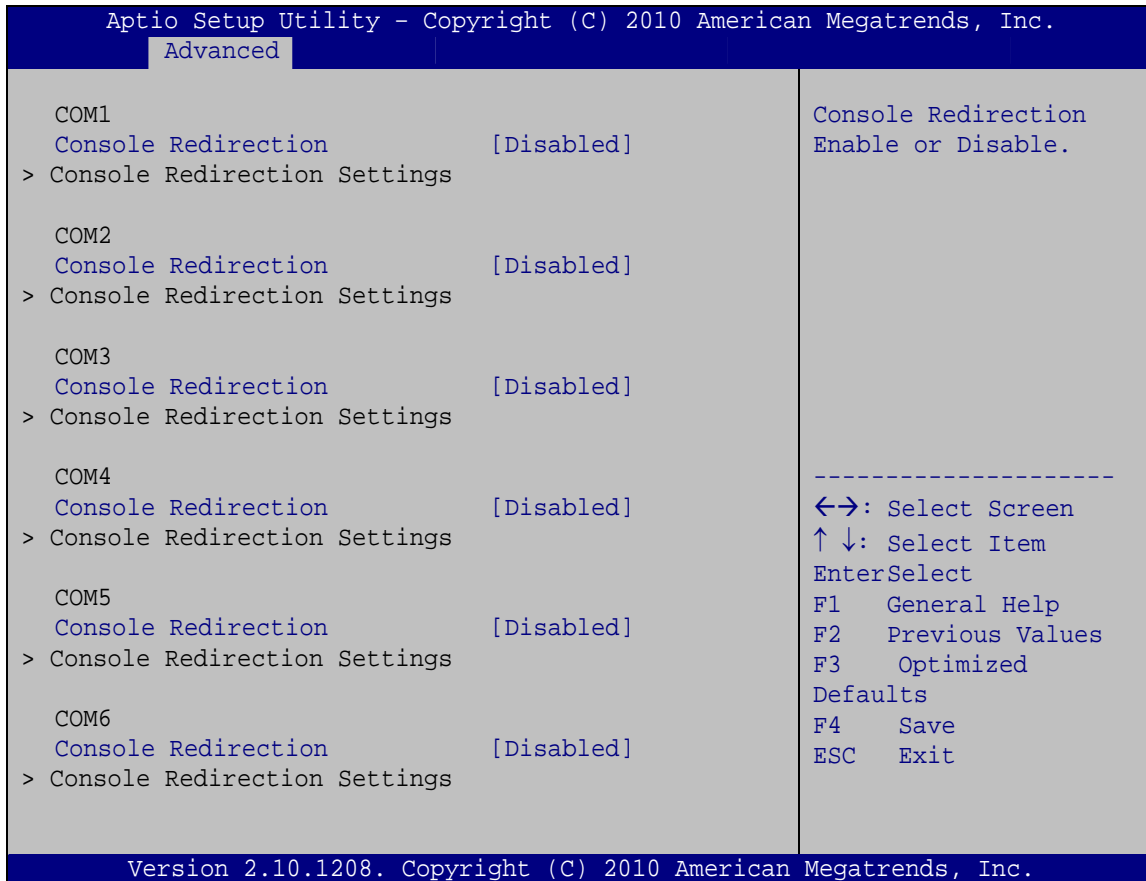 Aptio Setup Utility – Copyright (C) 2010 American Megatrends, Inc.
Advanced
COM1
Console Redirection [Disabled]
> Console Redirection Settings
COM2
Console Redirection [Disabled]
> Console Redirection Settings
COM3
Console Redirection [Disabled]
> Console Redirection Settings
COM4
Console Redirection [Disabled]
> Console Redirection Settings
COM5
Console Redirection [Disabled]
> Console Redirection Settings
COM6
Console Redirection [Disabled]
> Console Redirection Settings
Console Redirection
Enable or Disable.
---------------------
←→: Select Screen
↑ ↓: Select Item
EnterSelect
F1 General Help
F2 Previous Values
F3 Optimized
Defaults
F4 Save
ESC Exit
Version 2.10.1208. Copyright (C) 2010 American Megatrends, Inc.